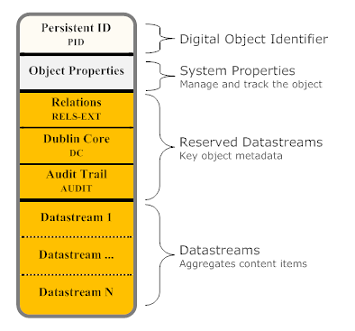 Persistent ID
PID
Digital Object Identifier
Object Properties
System Properties
Manage and track the object
Relations
RELS-EXT
Dublin Core
DC
Audit Trail
AUDIT
Reserved Datastreams
Key object metadata
Datastream 1
Datastream ...
Datastream N
Datastreams
Aggregates content items